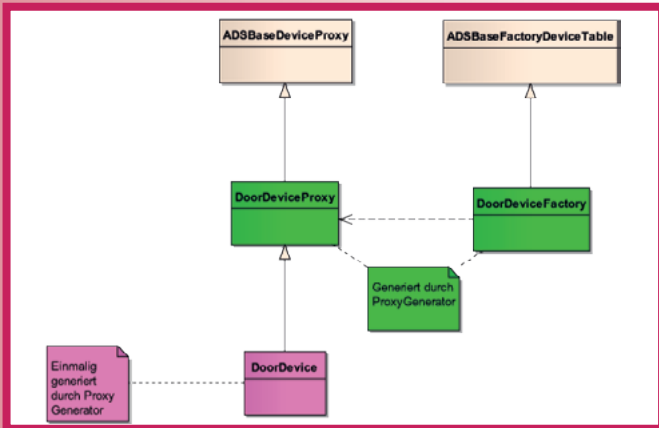 ADSBaseDeviceProxy
ADSBaseFactoryDeviceTable
DoorDeviceProxy
DoorDeviceFactory
Generiert durch
ProxyGenerator
DoorDevice
Einmalig
generiert
durch Proxy
Generator